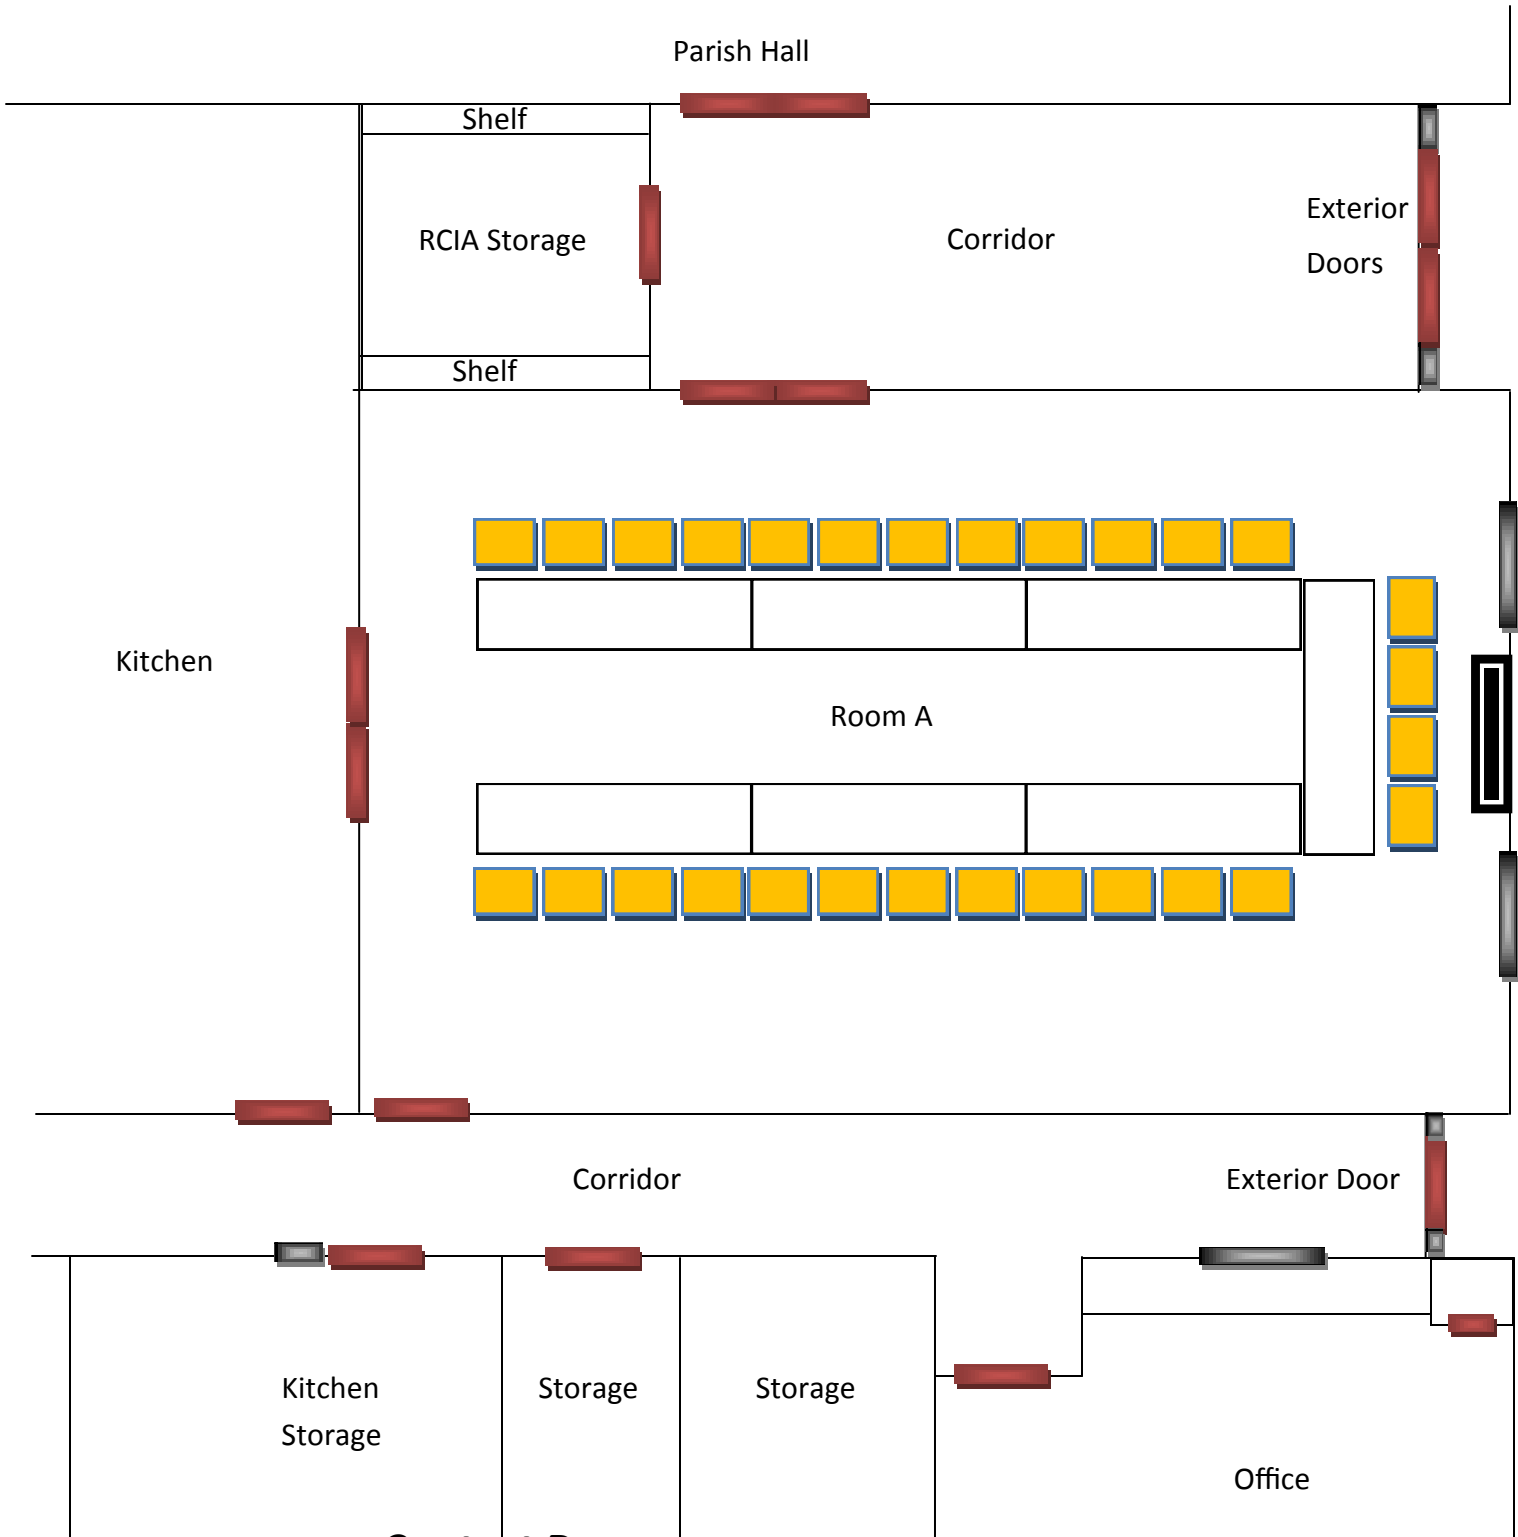 Parish Hall
Shelf
RCIA Storage
Corridor
Exterior
Doors
Shelf
Kitchen
Room A
Corridor
Exterior Door
Kitchen
Storage
Storage
Storage
Office